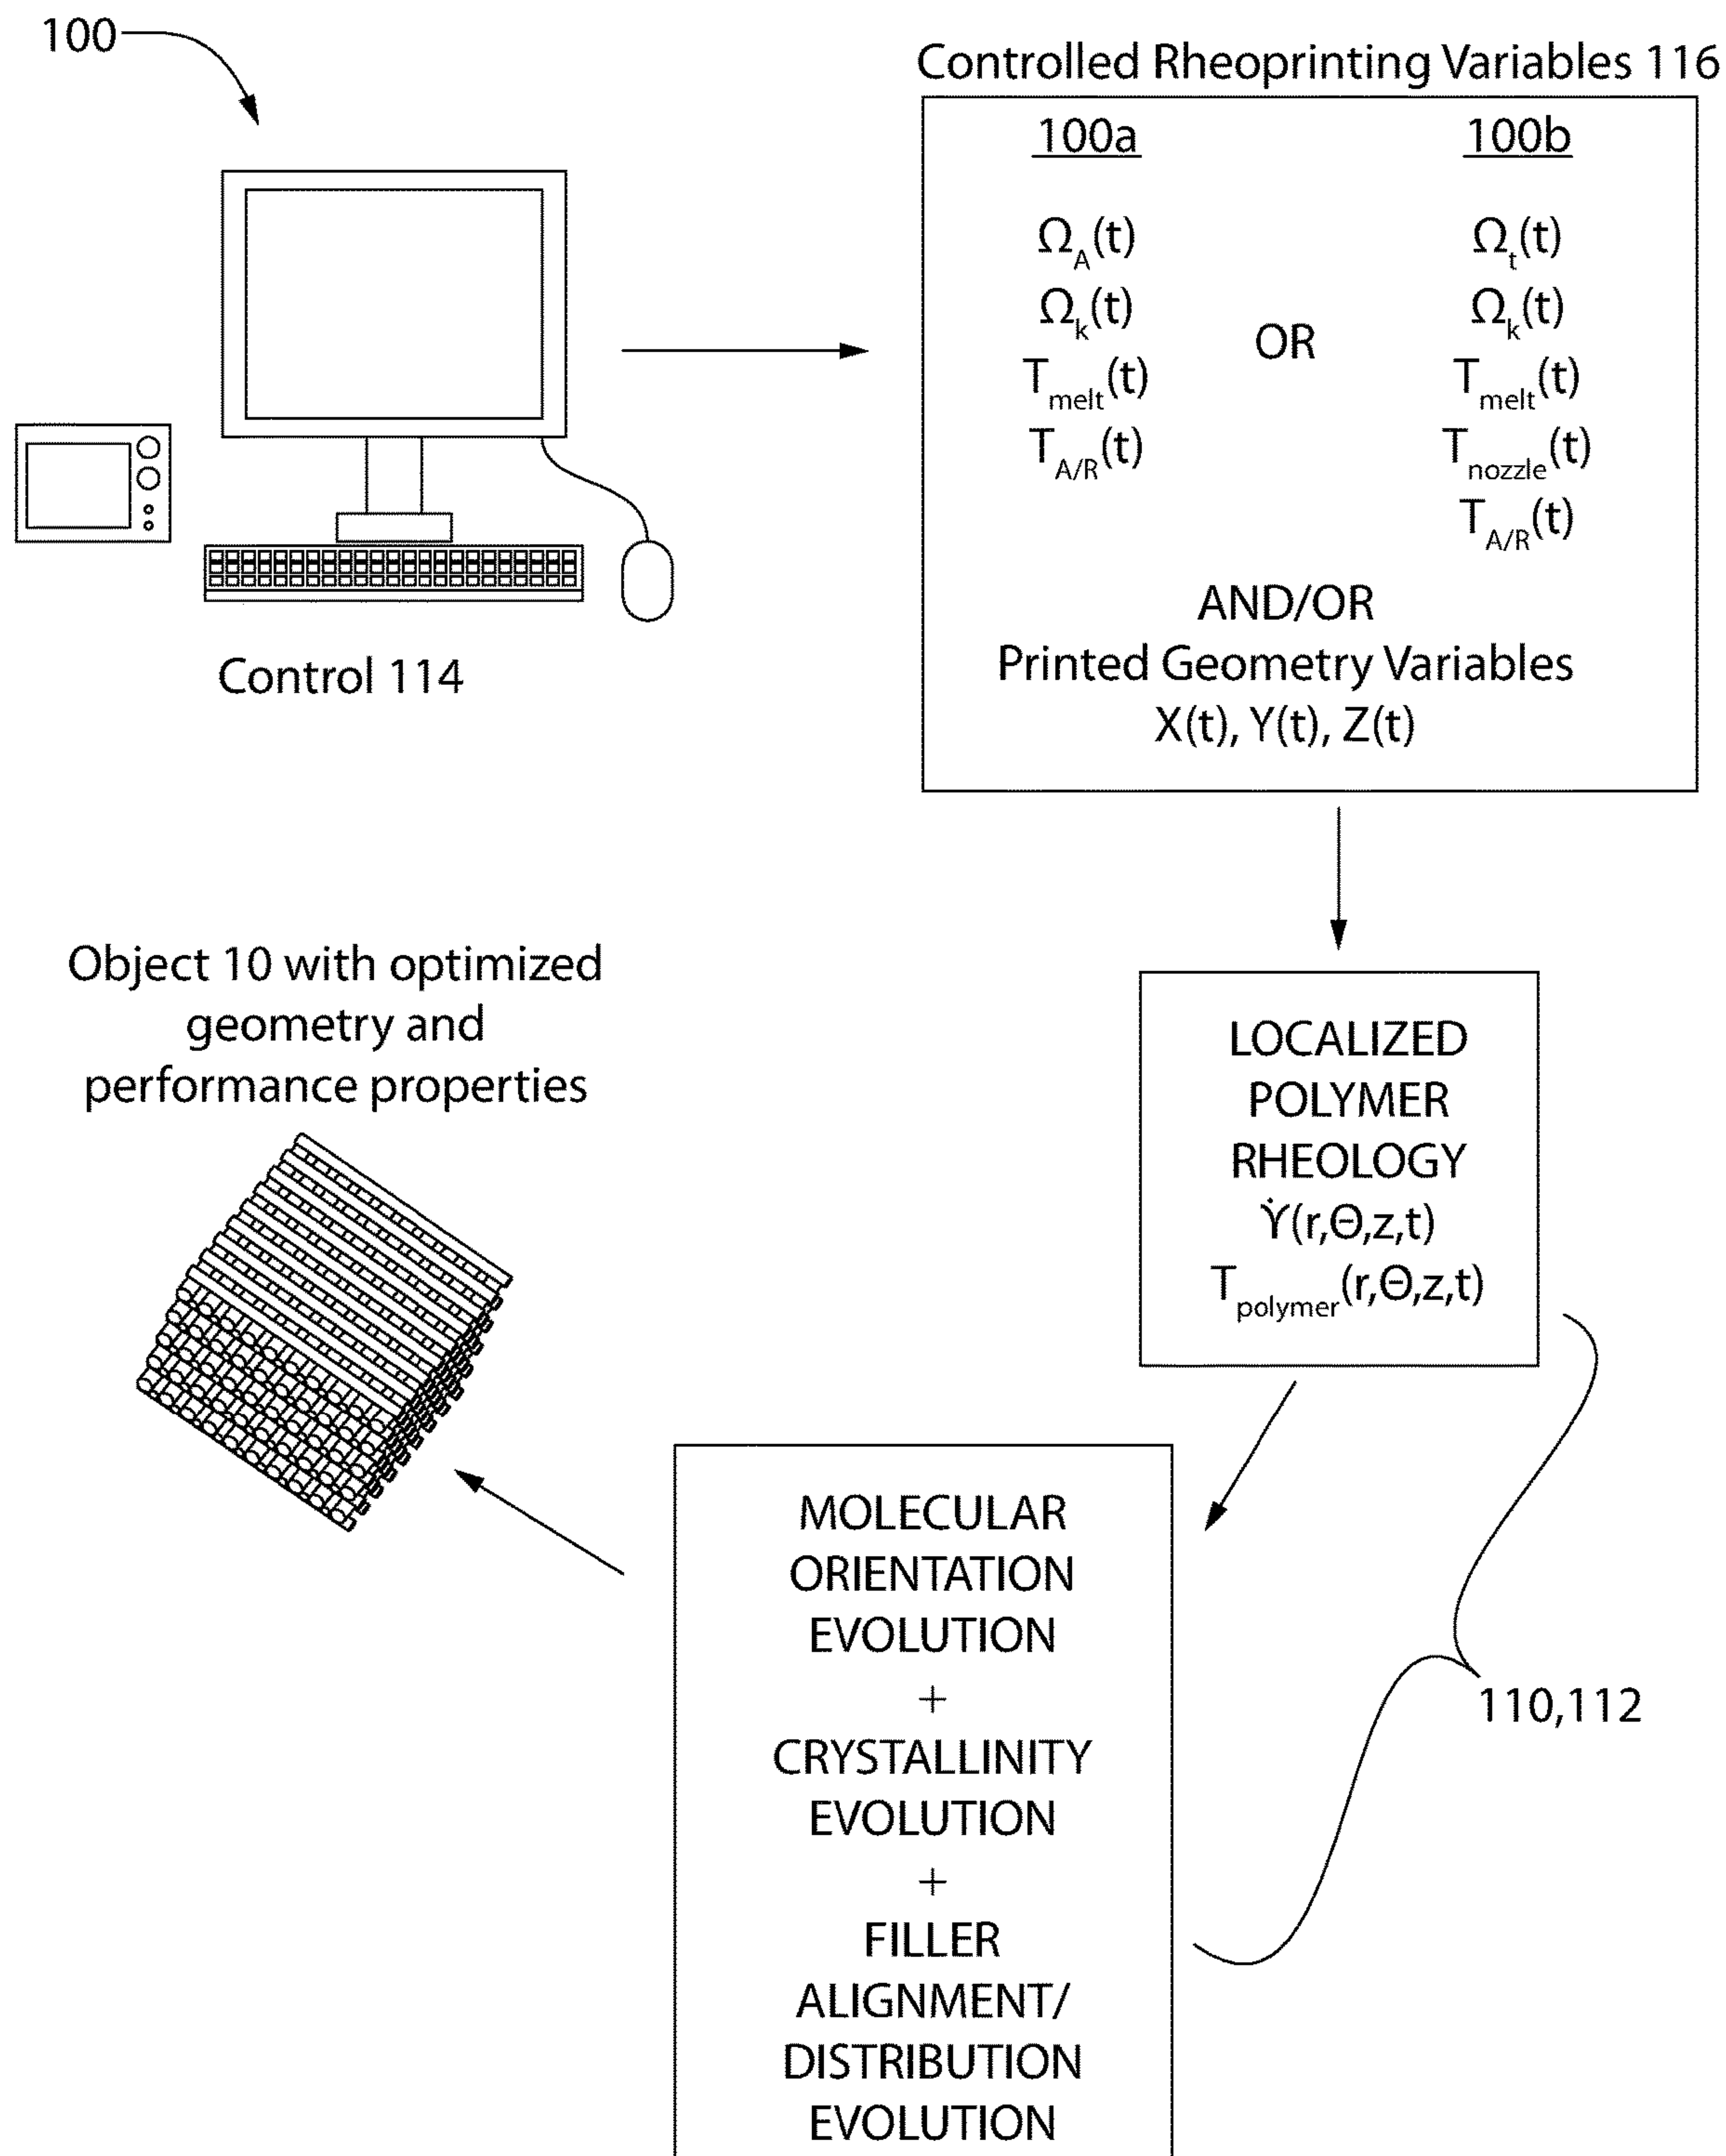 100
Controlled Rheoprinting Variables 116
100a
100b
Ω_A(t)
Ω_k(t)
T_melt(t)
T_A/R(t)
OR
Ω_t(t)
Ω_k(t)
T_melt(t)
T_nozzle(t)
T_A/R(t)
AND/OR
Printed Geometry Variables
X(t), Y(t), Z(t)
Control 114
LOCALIZED
POLYMER
RHEOLOGY
Ϋ(r,Θ,z,t)
T_polymer(r,Θ,z,t)
110,112
MOLECULAR
ORIENTATION
EVOLUTION
+
CRYSTALLINITY
EVOLUTION
+
FILLER
ALIGNMENT/
DISTRIBUTION
EVOLUTION
Object 10 with optimized
geometry and
performance properties